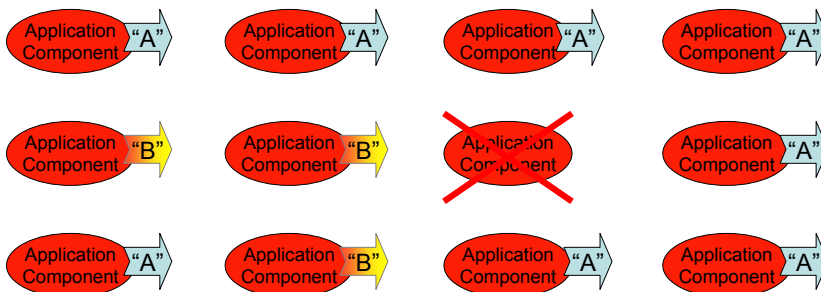 Application
Component
“A”
Application
Component
“A”
Application
Component
“A”
Application
Component
“A”
Application
Component
“B”
Application
Component
“B”
Application
Component
Application
Component
“A”
Application
Component
“A”
Application
Component
“B”
Application
Component
“A”
Application
Component
“A”